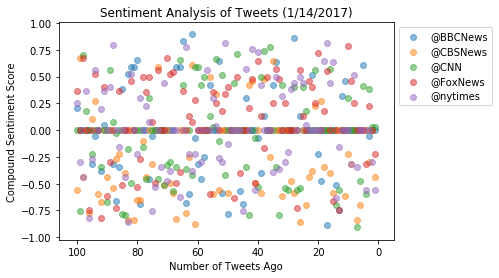 Sentiment Analysis of Tweets (1/14/2017)
Compound Sentiment Score
1.00
0.75
0.50
0.25
0.00
−0.25
−0.50
−0.75
−1.00
100
80
60
40
20
0
Number of Tweets Ago
@BBCNews
@CBSNews
@CNN
@FoxNews
@nytimes